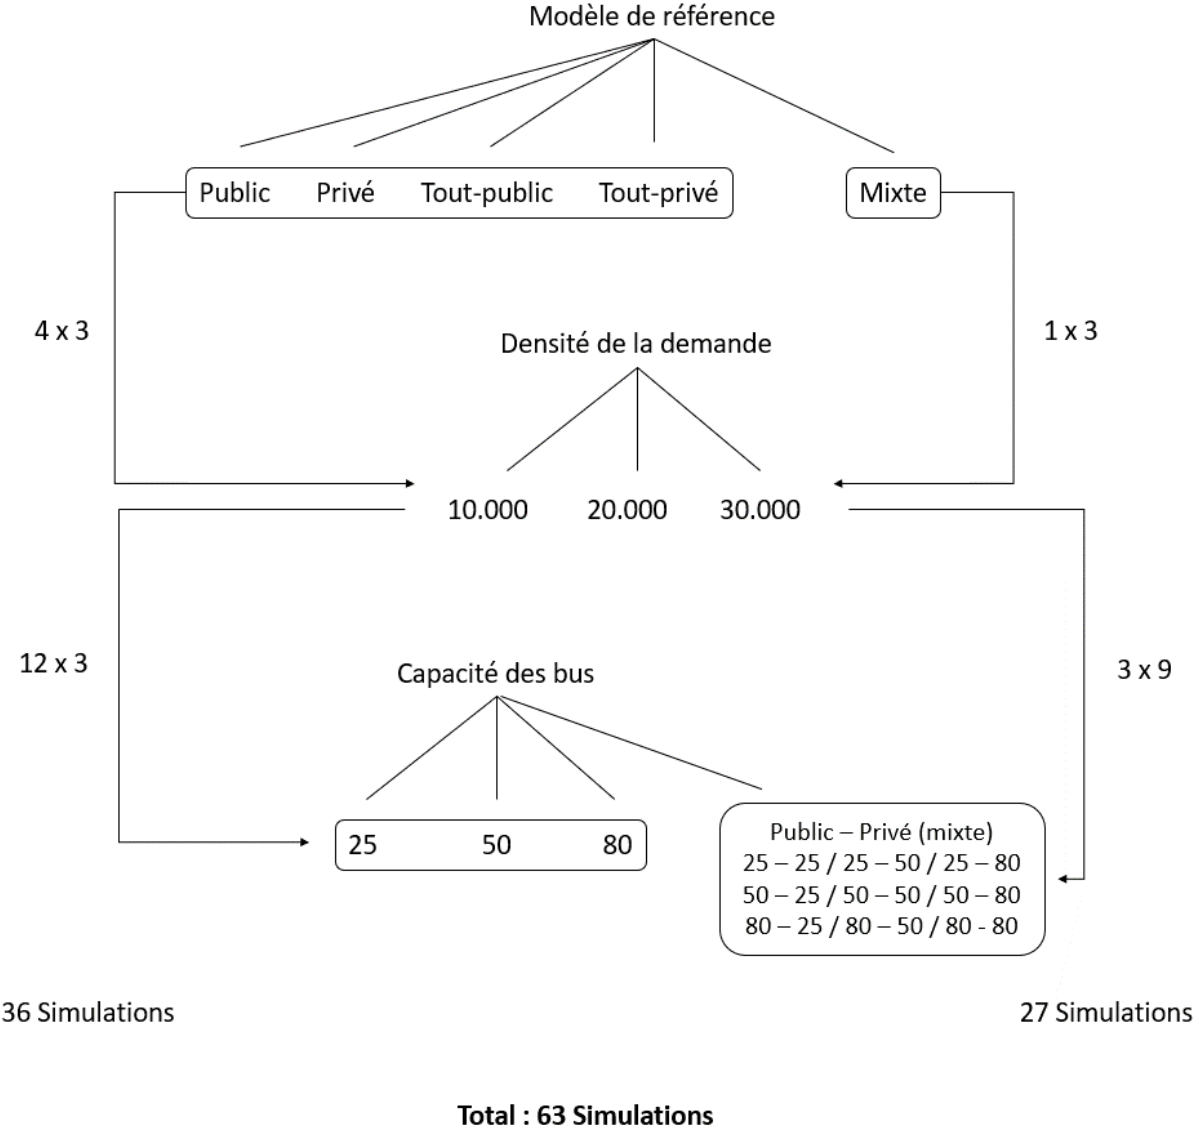 Modèle de référence
Public Privé Tout-public Tout-privé Mixte
4 x 3
1 x 3
Densité de la demande
10.000 20.000 30.000
12 x 3
3 x 9
Capacité des bus
25 50 80
Public – Privé (mixte)
25 – 25 / 25 – 50 / 25 – 80
50 – 25 / 50 – 50 / 50 – 80
80 – 25 / 80 – 50 / 80 - 80
36 Simulations
27 Simulations
Total : 63 Simulations